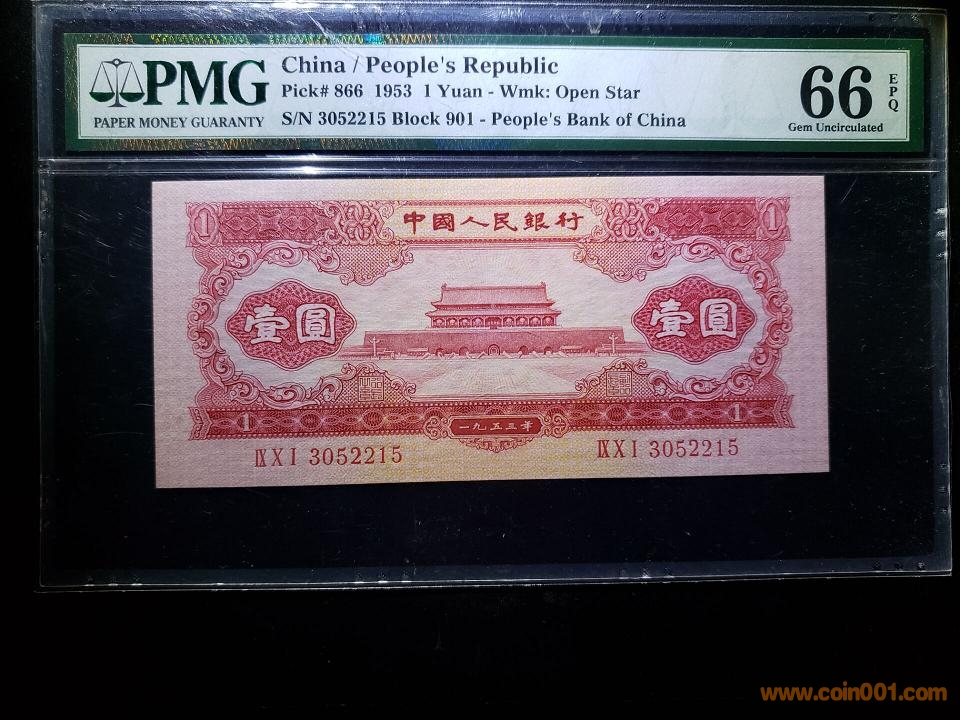 PMG
PAPER MONEY GUARANTY
China / People's Republic
Pick# 866 1953 1 Yuan - Wmk: Open Star
S/N 3052215 Block 901 - People's Bank of China
66 EPQ
Gem Uncirculated
1 中國人民銀行 1
壹圓 壹圓
1 一九五三年 1
ⅨⅩⅠ 3052215 ⅨⅩⅠ 3052215
www.coin001.com